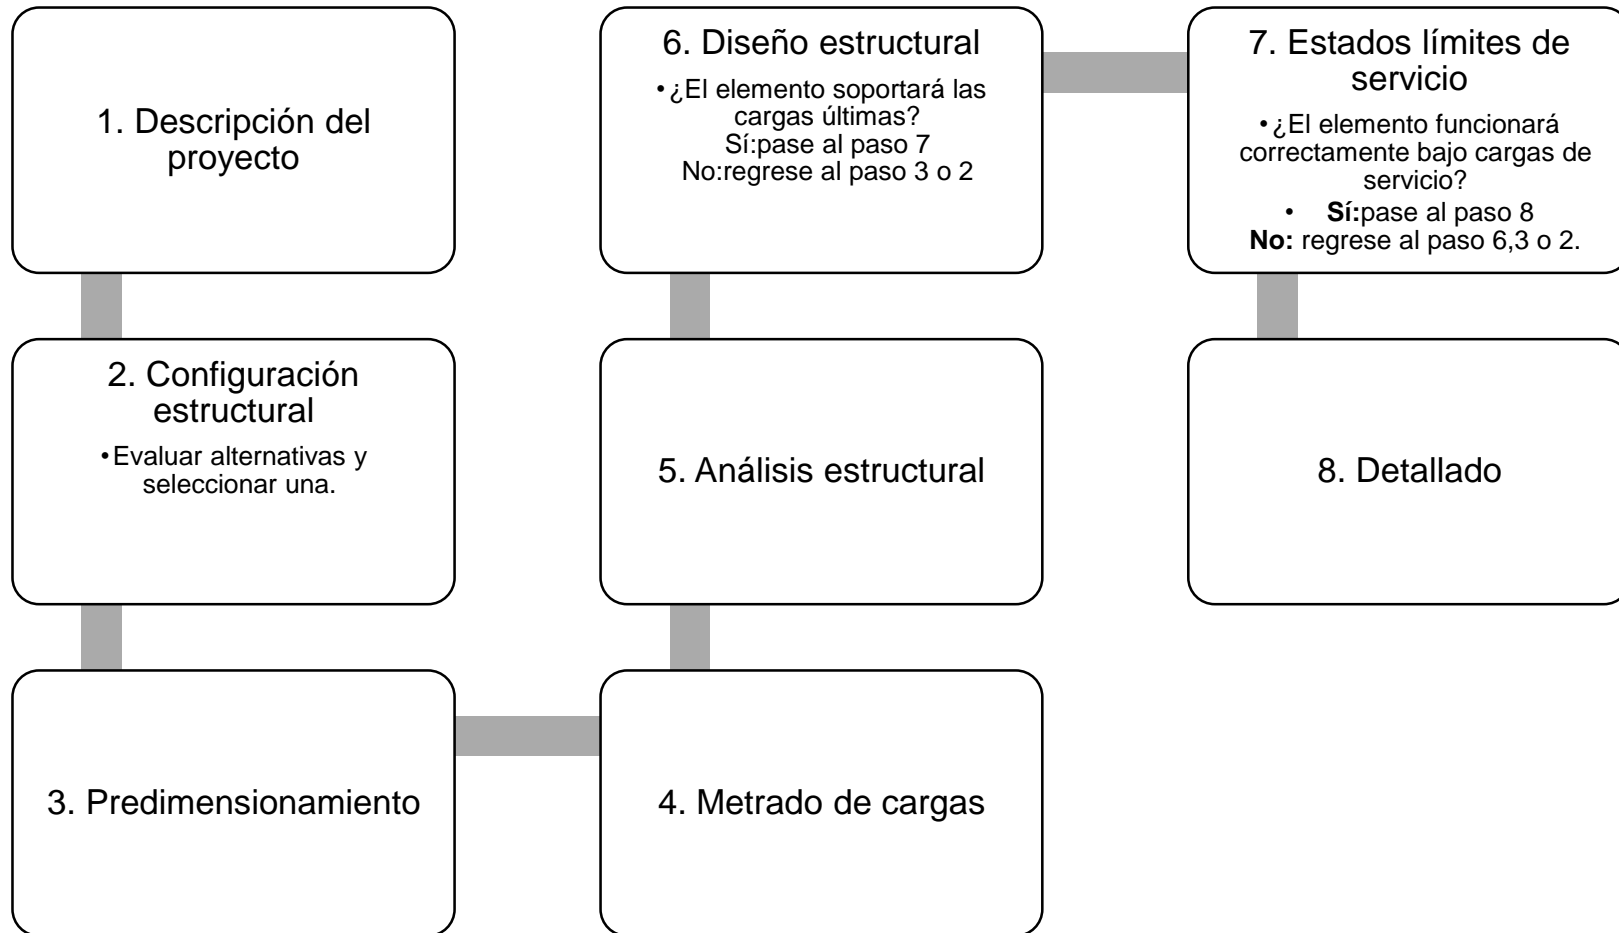 1. Descripción del
proyecto
2. Configuración
estructural
•Evaluar alternativas y
seleccionar una.
3. Predimensionamiento
4. Metrado de cargas
5. Análisis estructural
6. Diseño estructural
•¿El elemento soportará las
cargas últimas?
Sí:pase al paso 7
No:regrese al paso 3 o 2
7. Estados límites de
servicio
•¿El elemento funcionará
correctamente bajo cargas de
servicio?
• Sí:pase al paso 8
No: regrese al paso 6,3 o 2.
8. Detallado